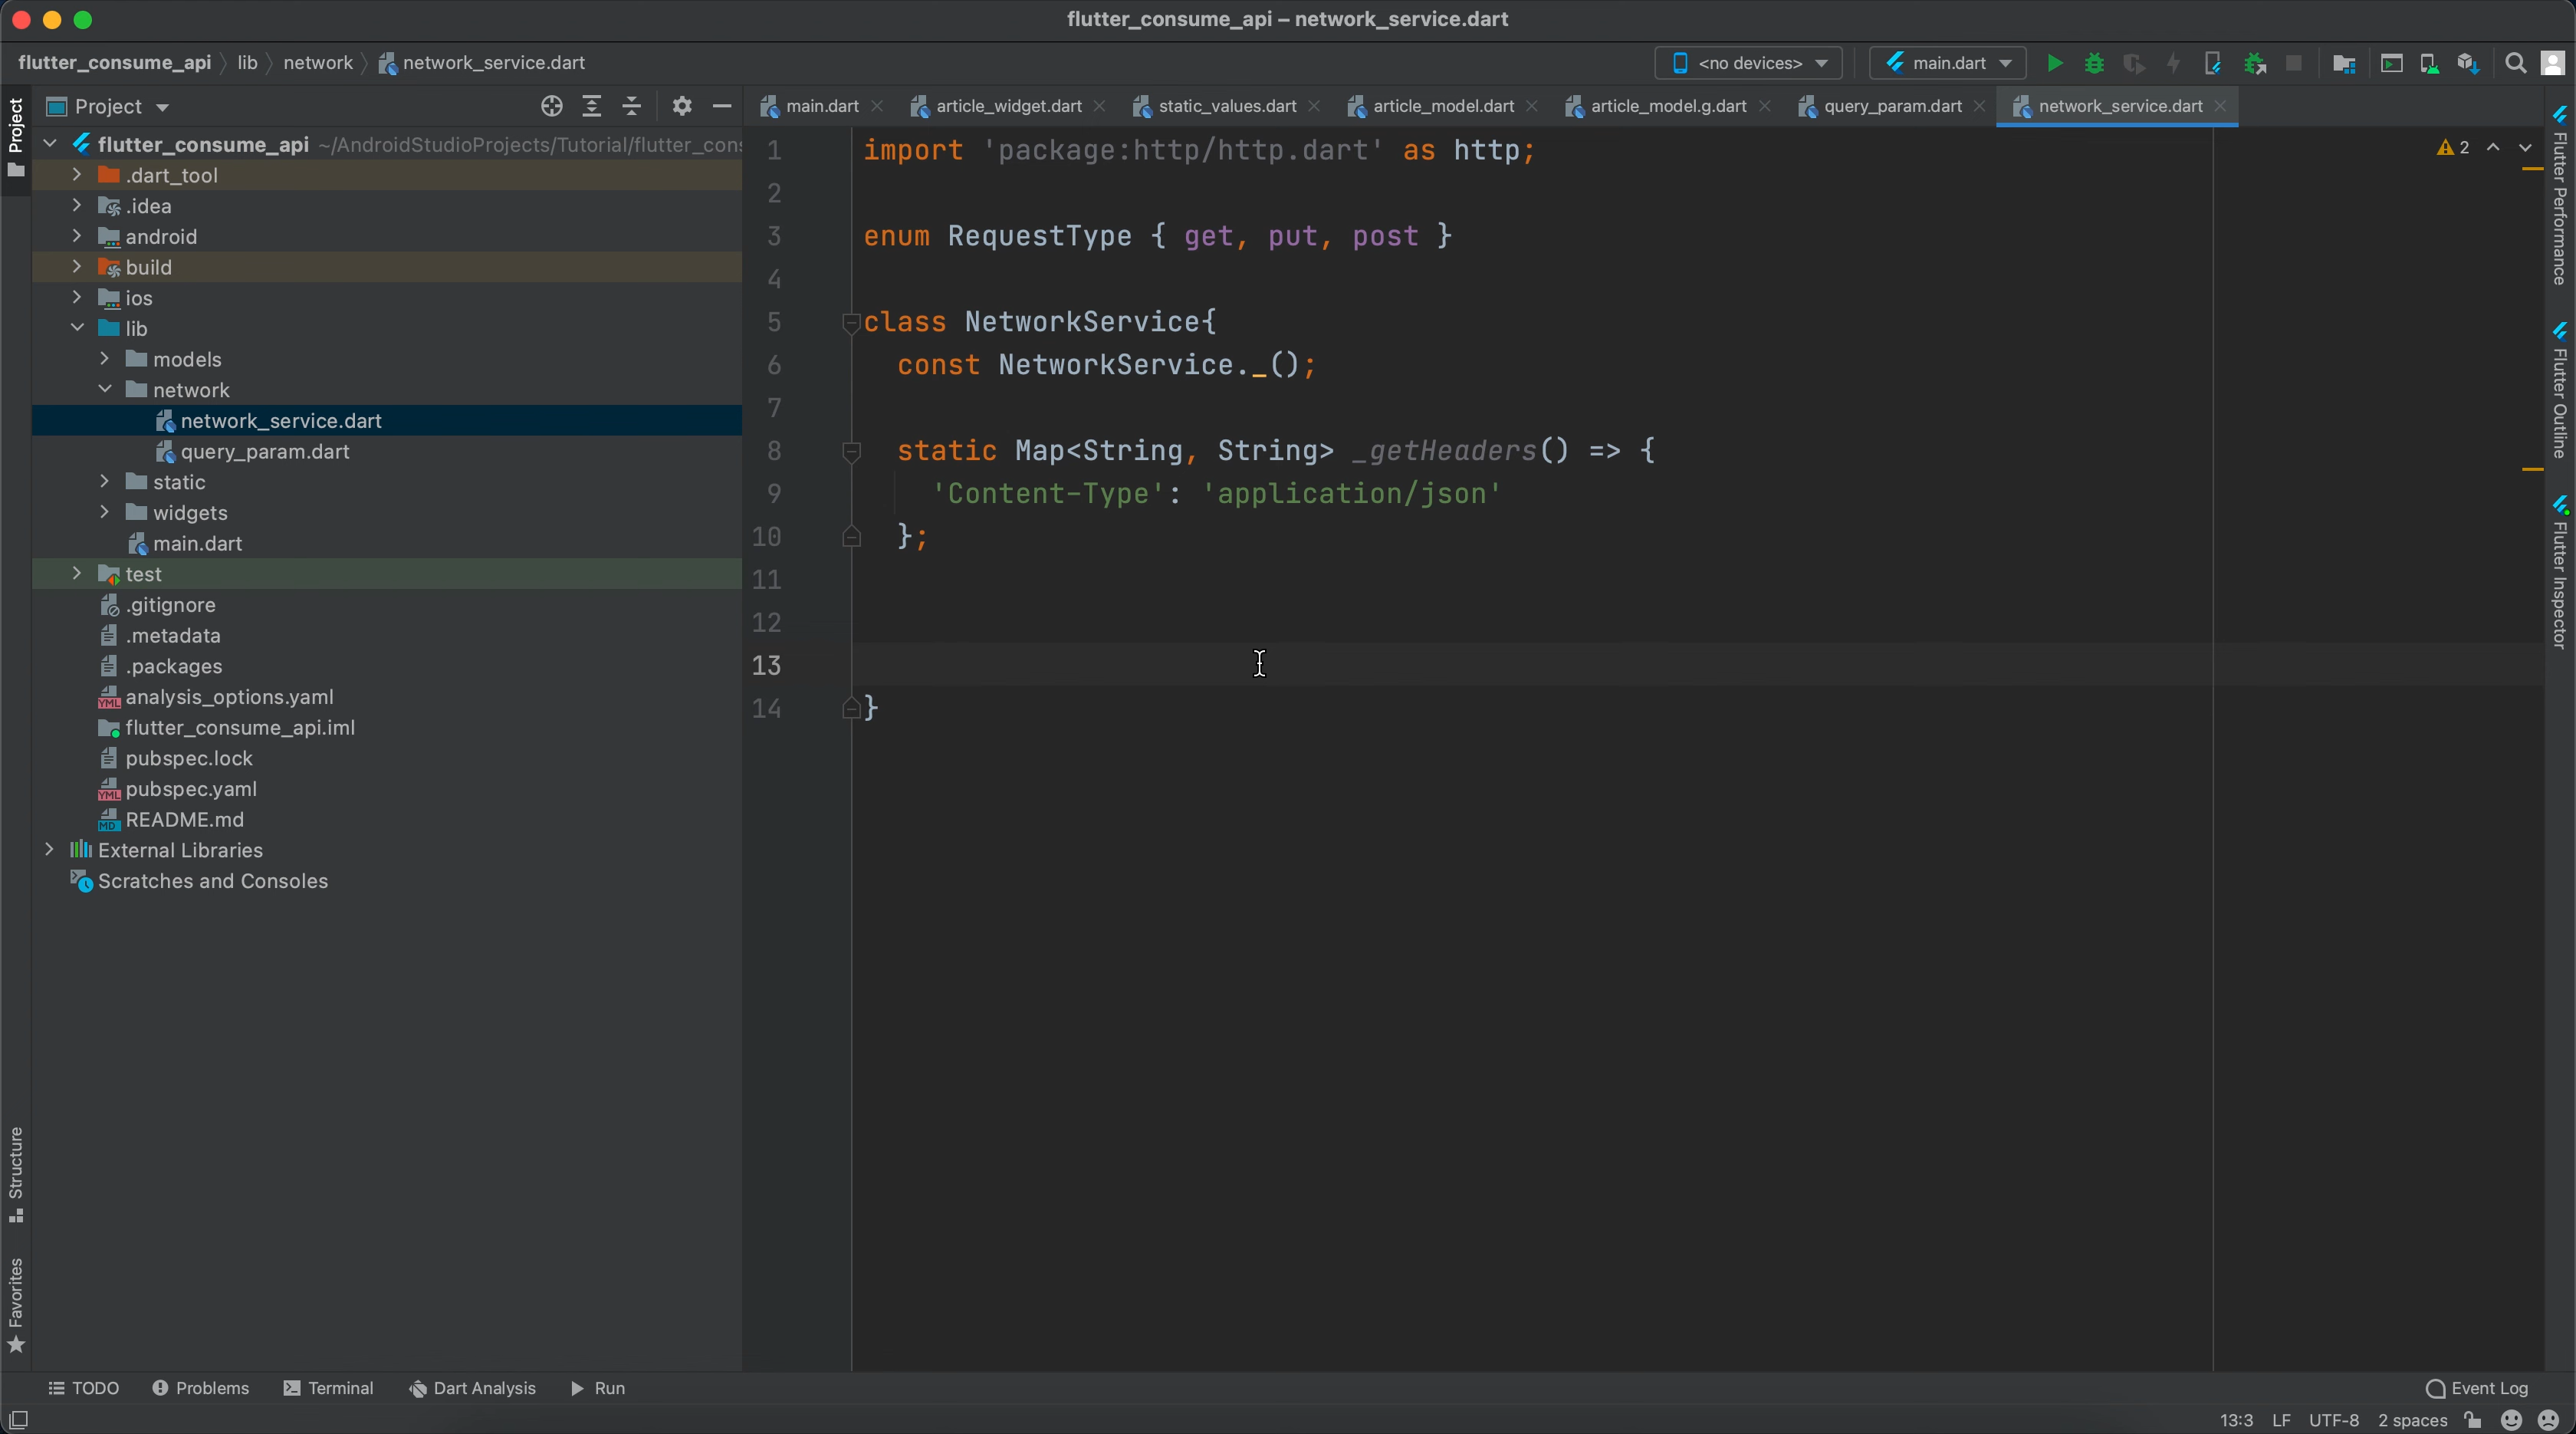 flutter_consume_api – network_service.dart
flutter_consume_api lib network network_service.dart
<no devices> main.dart
Project
main.dart article_widget.dart static_values.dart article_model.dart article_model.g.dart query_param.dart network_service.dart
Project
flutter_consume_api ~/AndroidStudioProjects/Tutorial/flutter_con
.dart_tool
.idea
android
build
ios
lib
models
network
network_service.dart
query_param.dart
static
widgets
main.dart
test
.gitignore
.metadata
.packages
analysis_options.yaml
flutter_consume_api.iml
pubspec.lock
pubspec.yaml
README.md
External Libraries
Scratches and Consoles
Structure
Favorites
1 import 'package:http/http.dart' as http;
2
3 enum RequestType { get, put, post }
4
5 class NetworkService{
6 const NetworkService._();
7
8 static Map<String, String> _getHeaders() => {
9 'Content-Type': 'application/json'
10 };
11
12
13
14 }
2
Flutter Performance
Flutter Outline
Flutter Inspector
TODO Problems Terminal Dart Analysis Run Event Log
13:3 LF UTF-8 2 spaces